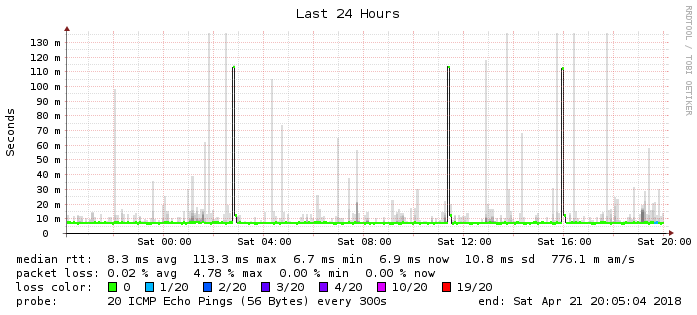 Last 24 Hours
RRDTOOL / TOBI OETIKER
Seconds
130 m
120 m
110 m
100 m
90 m
80 m
70 m
60 m
50 m
40 m
30 m
20 m
10 m
0
Sat 00:00 Sat 04:00 Sat 08:00 Sat 12:00 Sat 16:00 Sat 20:00
median rtt: 8.3 ms avg 113.3 ms max 6.7 ms min 6.9 ms now 10.8 ms sd 776.1 m am/s
packet loss: 0.02 % avg 4.78 % max 0.00 % min 0.00 % now
loss color: 0 1/20 2/20 3/20 4/20 10/20 19/20
probe: 20 ICMP Echo Pings (56 Bytes) every 300s end: Sat Apr 21 20:05:04 2018